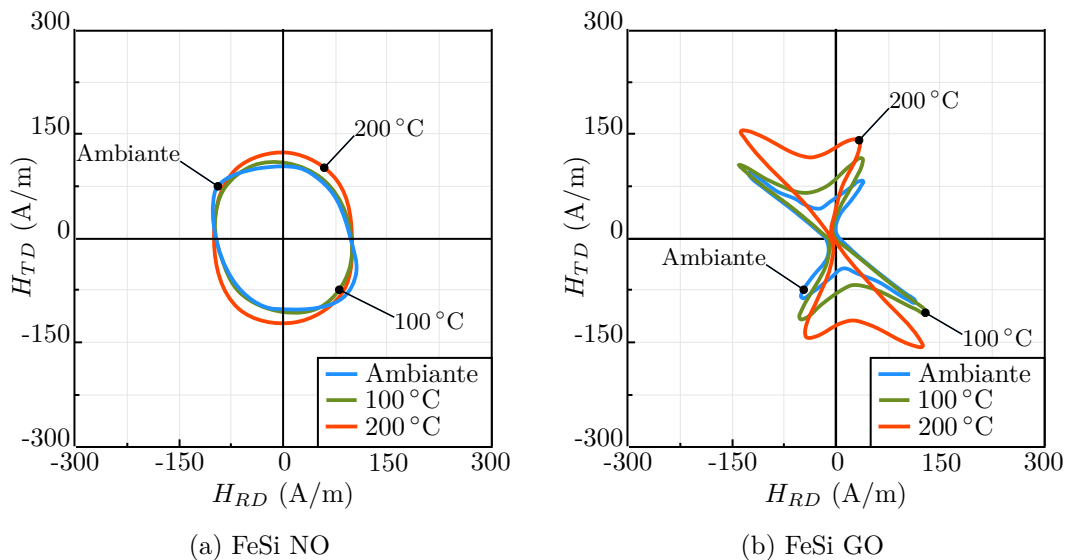 300
150
0
-150
-300
H_TD (A/m)
-300 -150 0 150 300
H_RD (A/m)
Ambiante
200 °C
100 °C
Ambiante
100 °C
200 °C
(a) FeSi NO
300
150
0
-150
-300
H_TD (A/m)
-300 -150 0 150 300
H_RD (A/m)
200 °C
Ambiante
100 °C
Ambiante
100 °C
200 °C
(b) FeSi GO